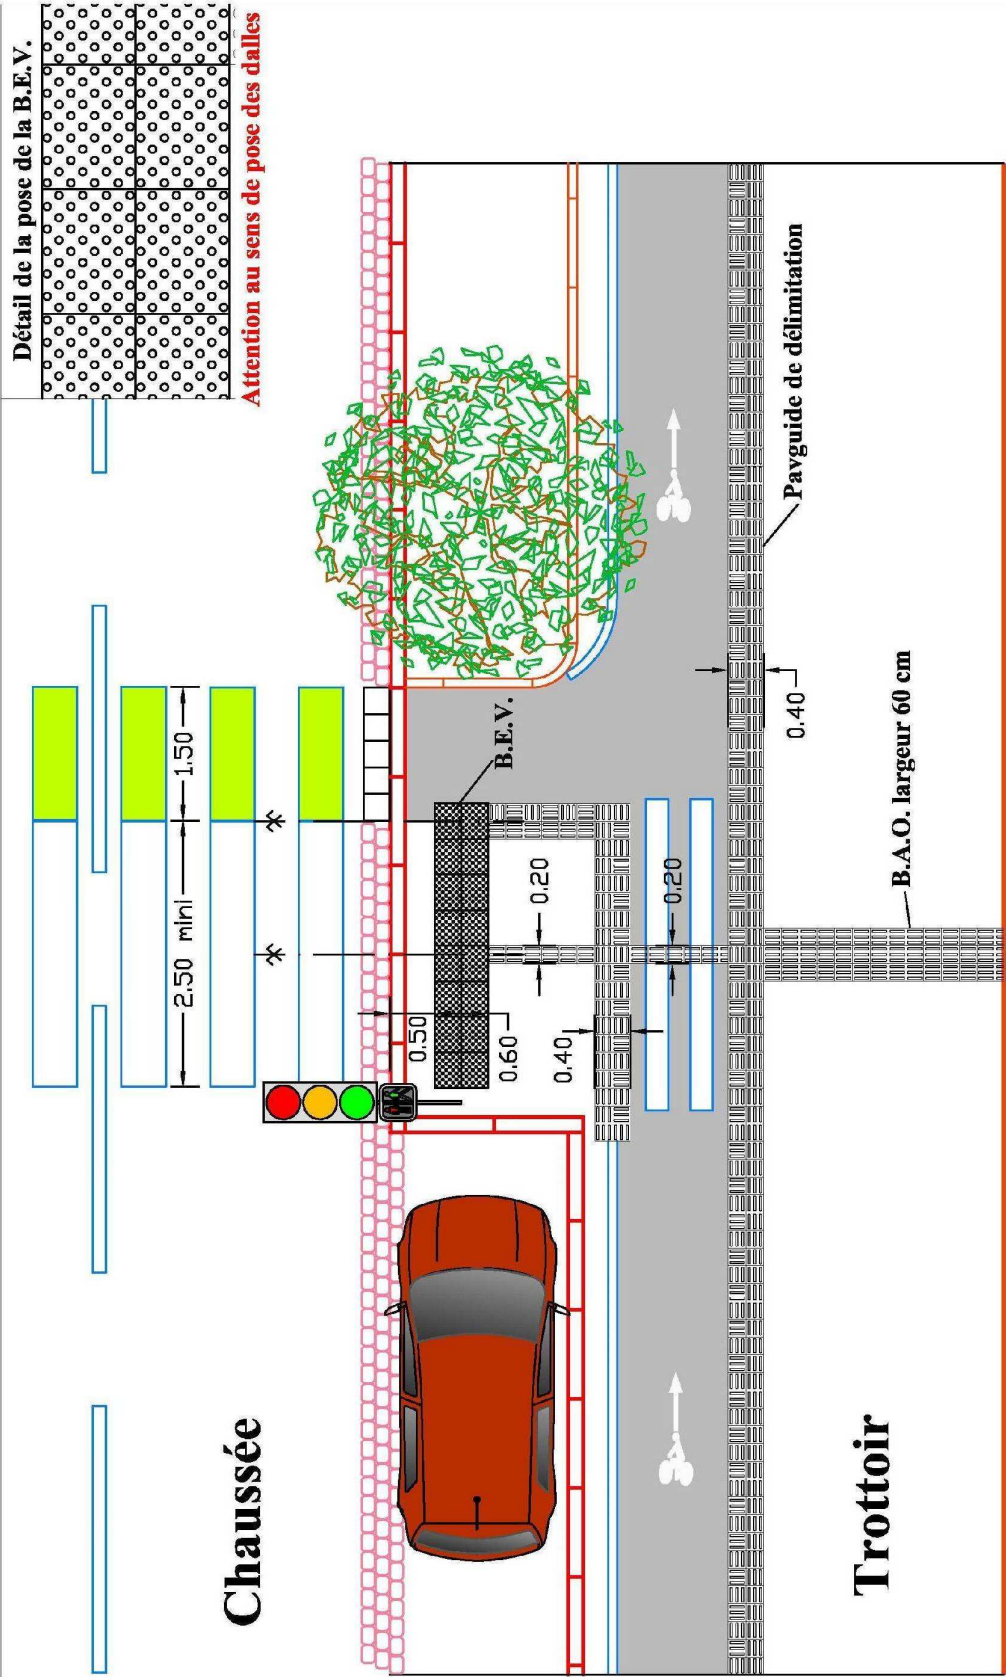 Détail de la pose de la B.E.V.
Attention au sens de pose des dalles
Chaussée
2.50 mini
1.50
0.50
0.60
B.E.V.
0.20
0.40
0.20
Pavguide de délimitation
0.40
B.A.O. largeur 60 cm
Trottoir